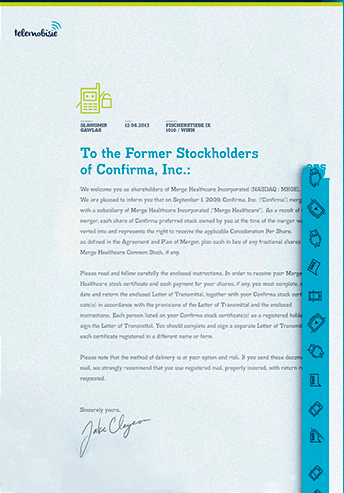 telemobisie
SLAWOMIR
GAWLAS
12.06.2013
FISCHERSTIEGE IX
1010 / WIEN
To the Former Stockholders
of Confirma, Inc.:
We welcome you as shareholders of Merge Healthcare Incorporated (NASDAQ : MRGE).
We are pleased to inform you that on September 1, 2009, Confirma, Inc. ("Confirma") merg
with a subsidiary of Merge Healthcare Incorporated ("Merge Healthcare"). As a result of
merger, each share of Confirma preferred stock owned by you at the time of the merger was
verted into and represents the right to receive the applicable Consideration Per Share,
as defined in the Agreement and Plan of Merger, plus cash in lieu of any fractional shares
Merge Healthcare Common Stock, if any.
Please read and follow carefully the enclosed instructions. In order to receive your Merge
Healthcare stock certificate and cash payment for your shares, if any, you must complete,
date and return the enclosed Letter of Transmittal, together with your Confirma stock cert
cate(s) in accordance with the provisions of the Letter of Transmittal and the enclosed
instructions. Each person listed on your Confirma stock certificate(s) as a registered holde
sign the Letter of Transmittal. You should complete and sign a separate Letter of Transmit
each certificate registered in a different name or form.
Please note that the method of delivery is at your option and risk. If you send these docume
mail, we strongly recommend that you use registered mail, properly insured, with return r
requested.
Sincerely yours,
Jake Clayson